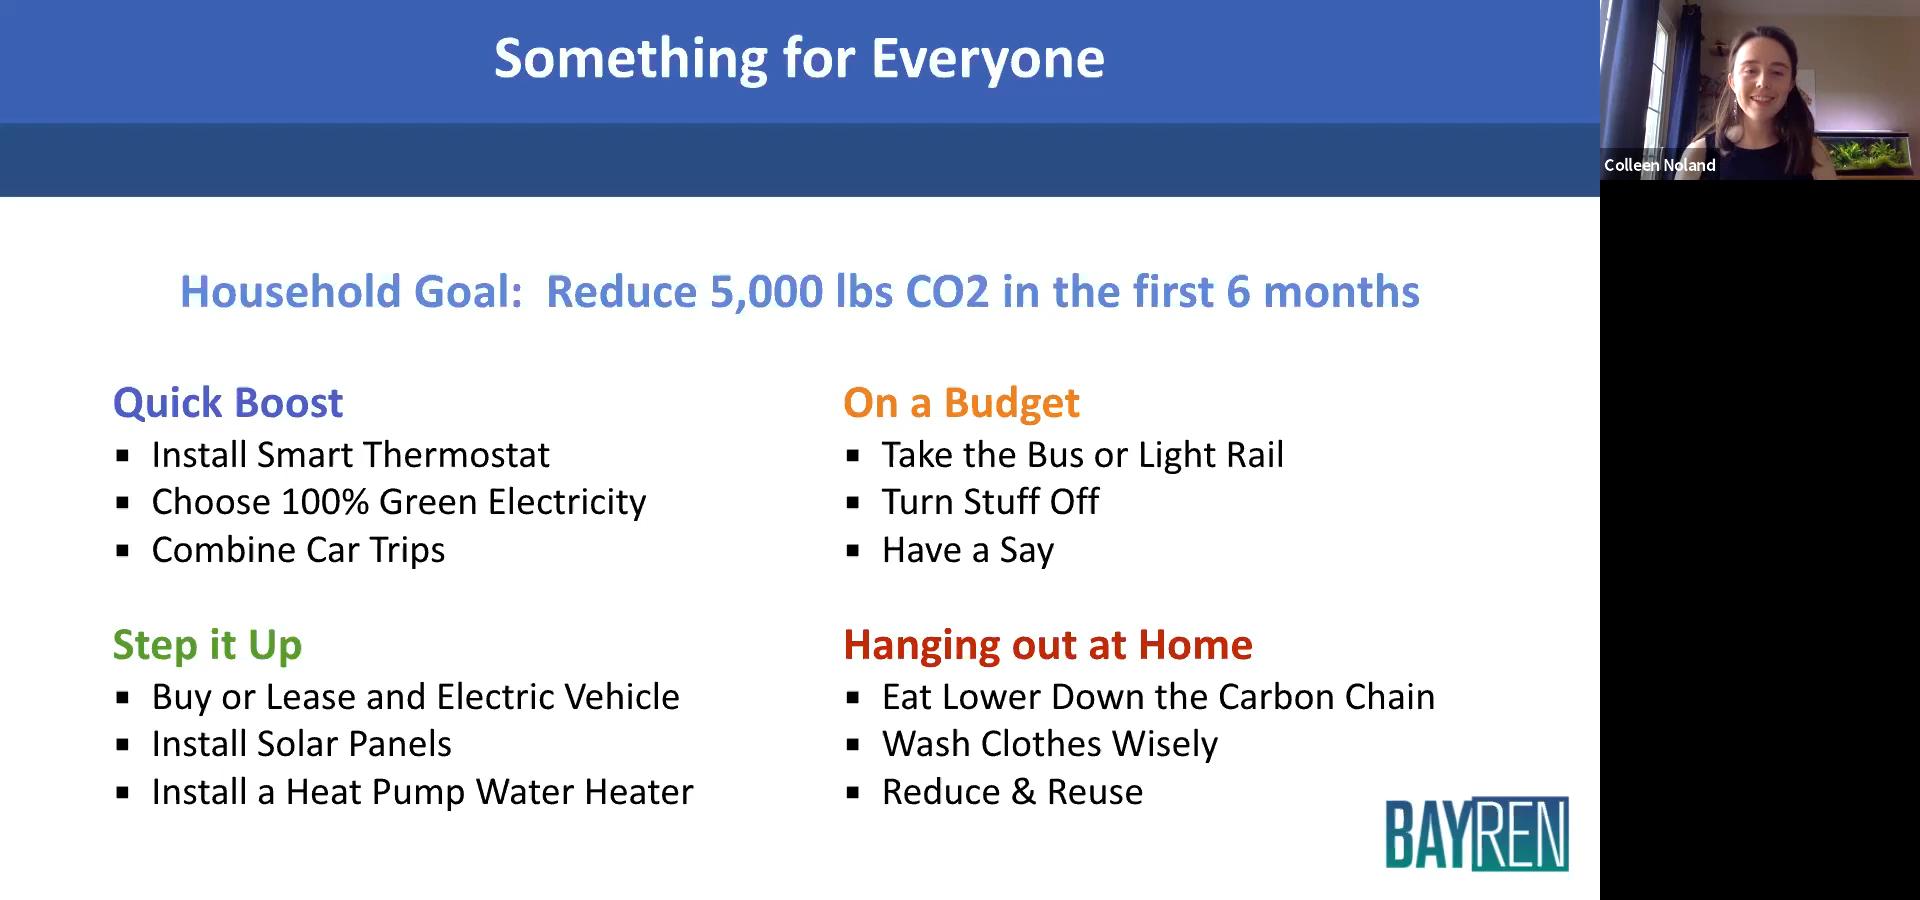 Something for Everyone
Colleen Noland
Household Goal:  Reduce 5,000 lbs CO2 in the first 6 months
Quick Boost
▪ Install Smart Thermostat
▪ Choose 100% Green Electricity
▪ Combine Car Trips
On a Budget
▪ Take the Bus or Light Rail
▪ Turn Stuff Off
▪ Have a Say
Step it Up
▪ Buy or Lease and Electric Vehicle
▪ Install Solar Panels
▪ Install a Heat Pump Water Heater
Hanging out at Home
▪ Eat Lower Down the Carbon Chain
▪ Wash Clothes Wisely
▪ Reduce & Reuse
BAYREN